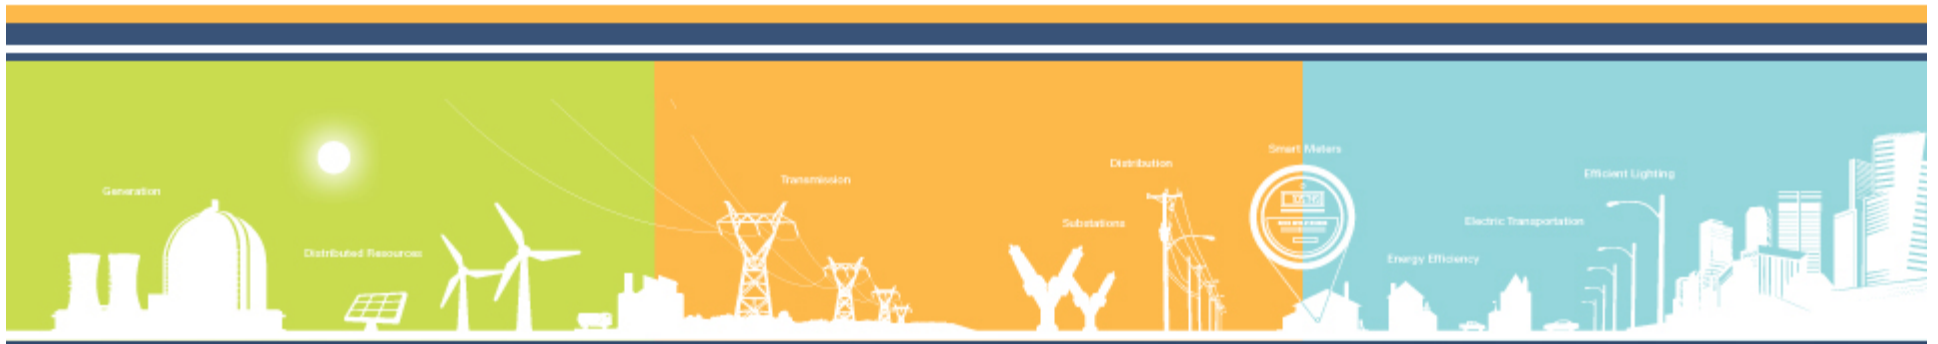 Generation
Distributed Resources
Transmission
Substations
Distribution
Smart Meters
Energy Efficiency
Electric Transportation
Efficient Lighting